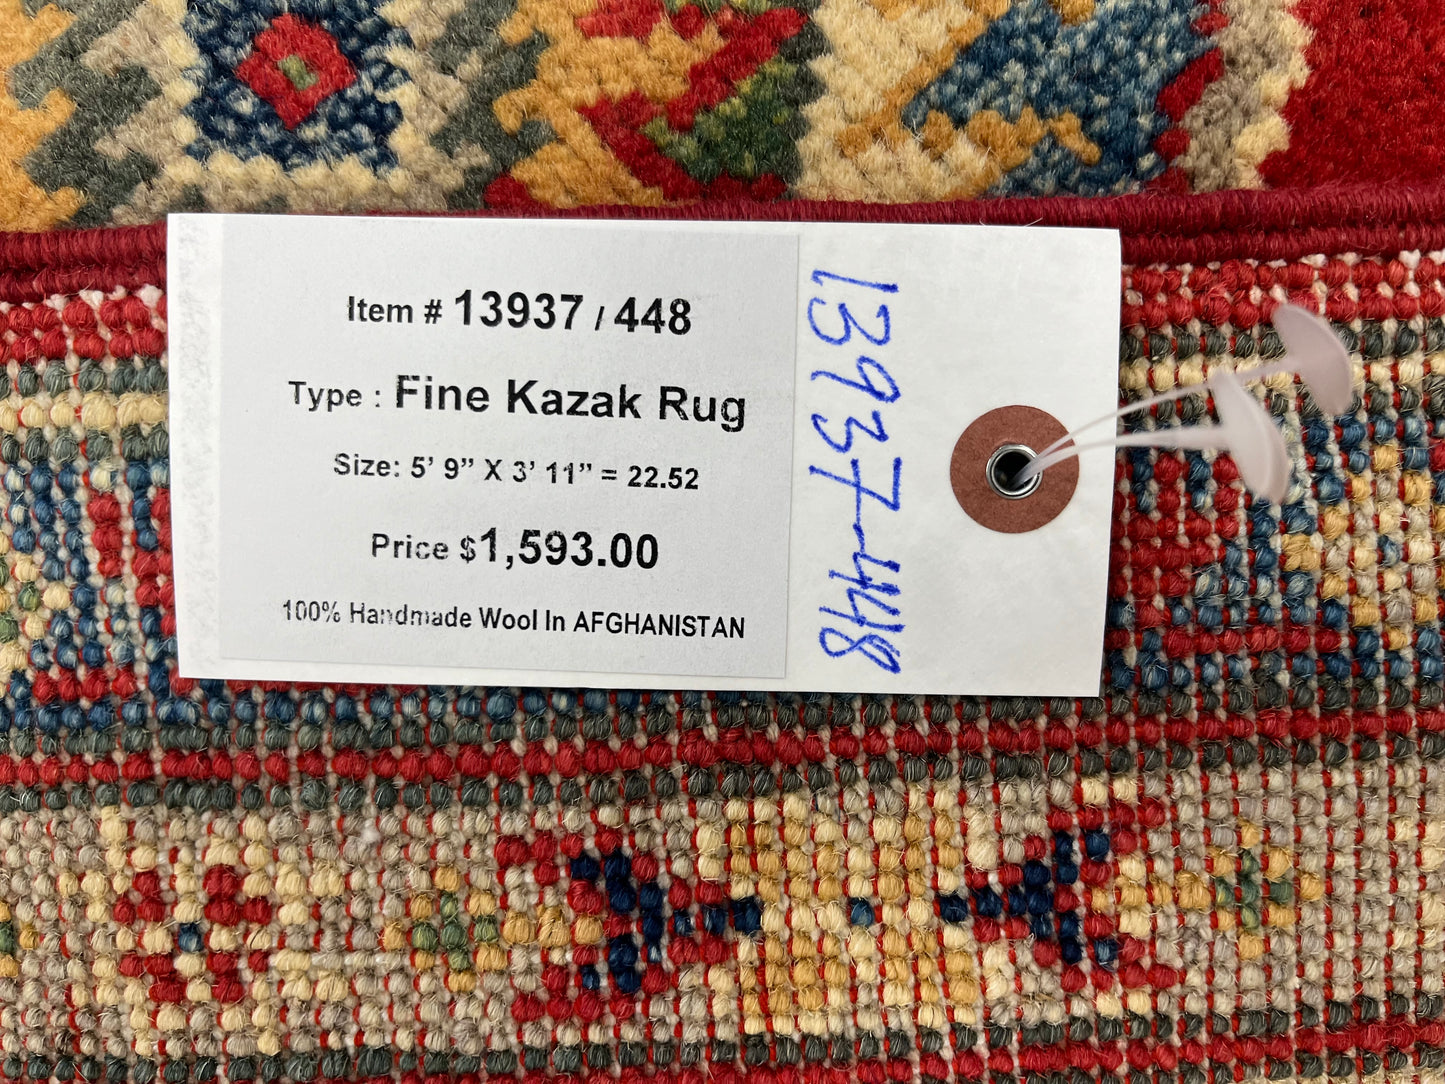 Item # 13937 / 448
Type : Fine Kazak Rug
Size: 5’ 9” X 3’ 11” = 22.52
Price $1,593.00
100% Handmade Wool In AFGHANISTAN
13937-448